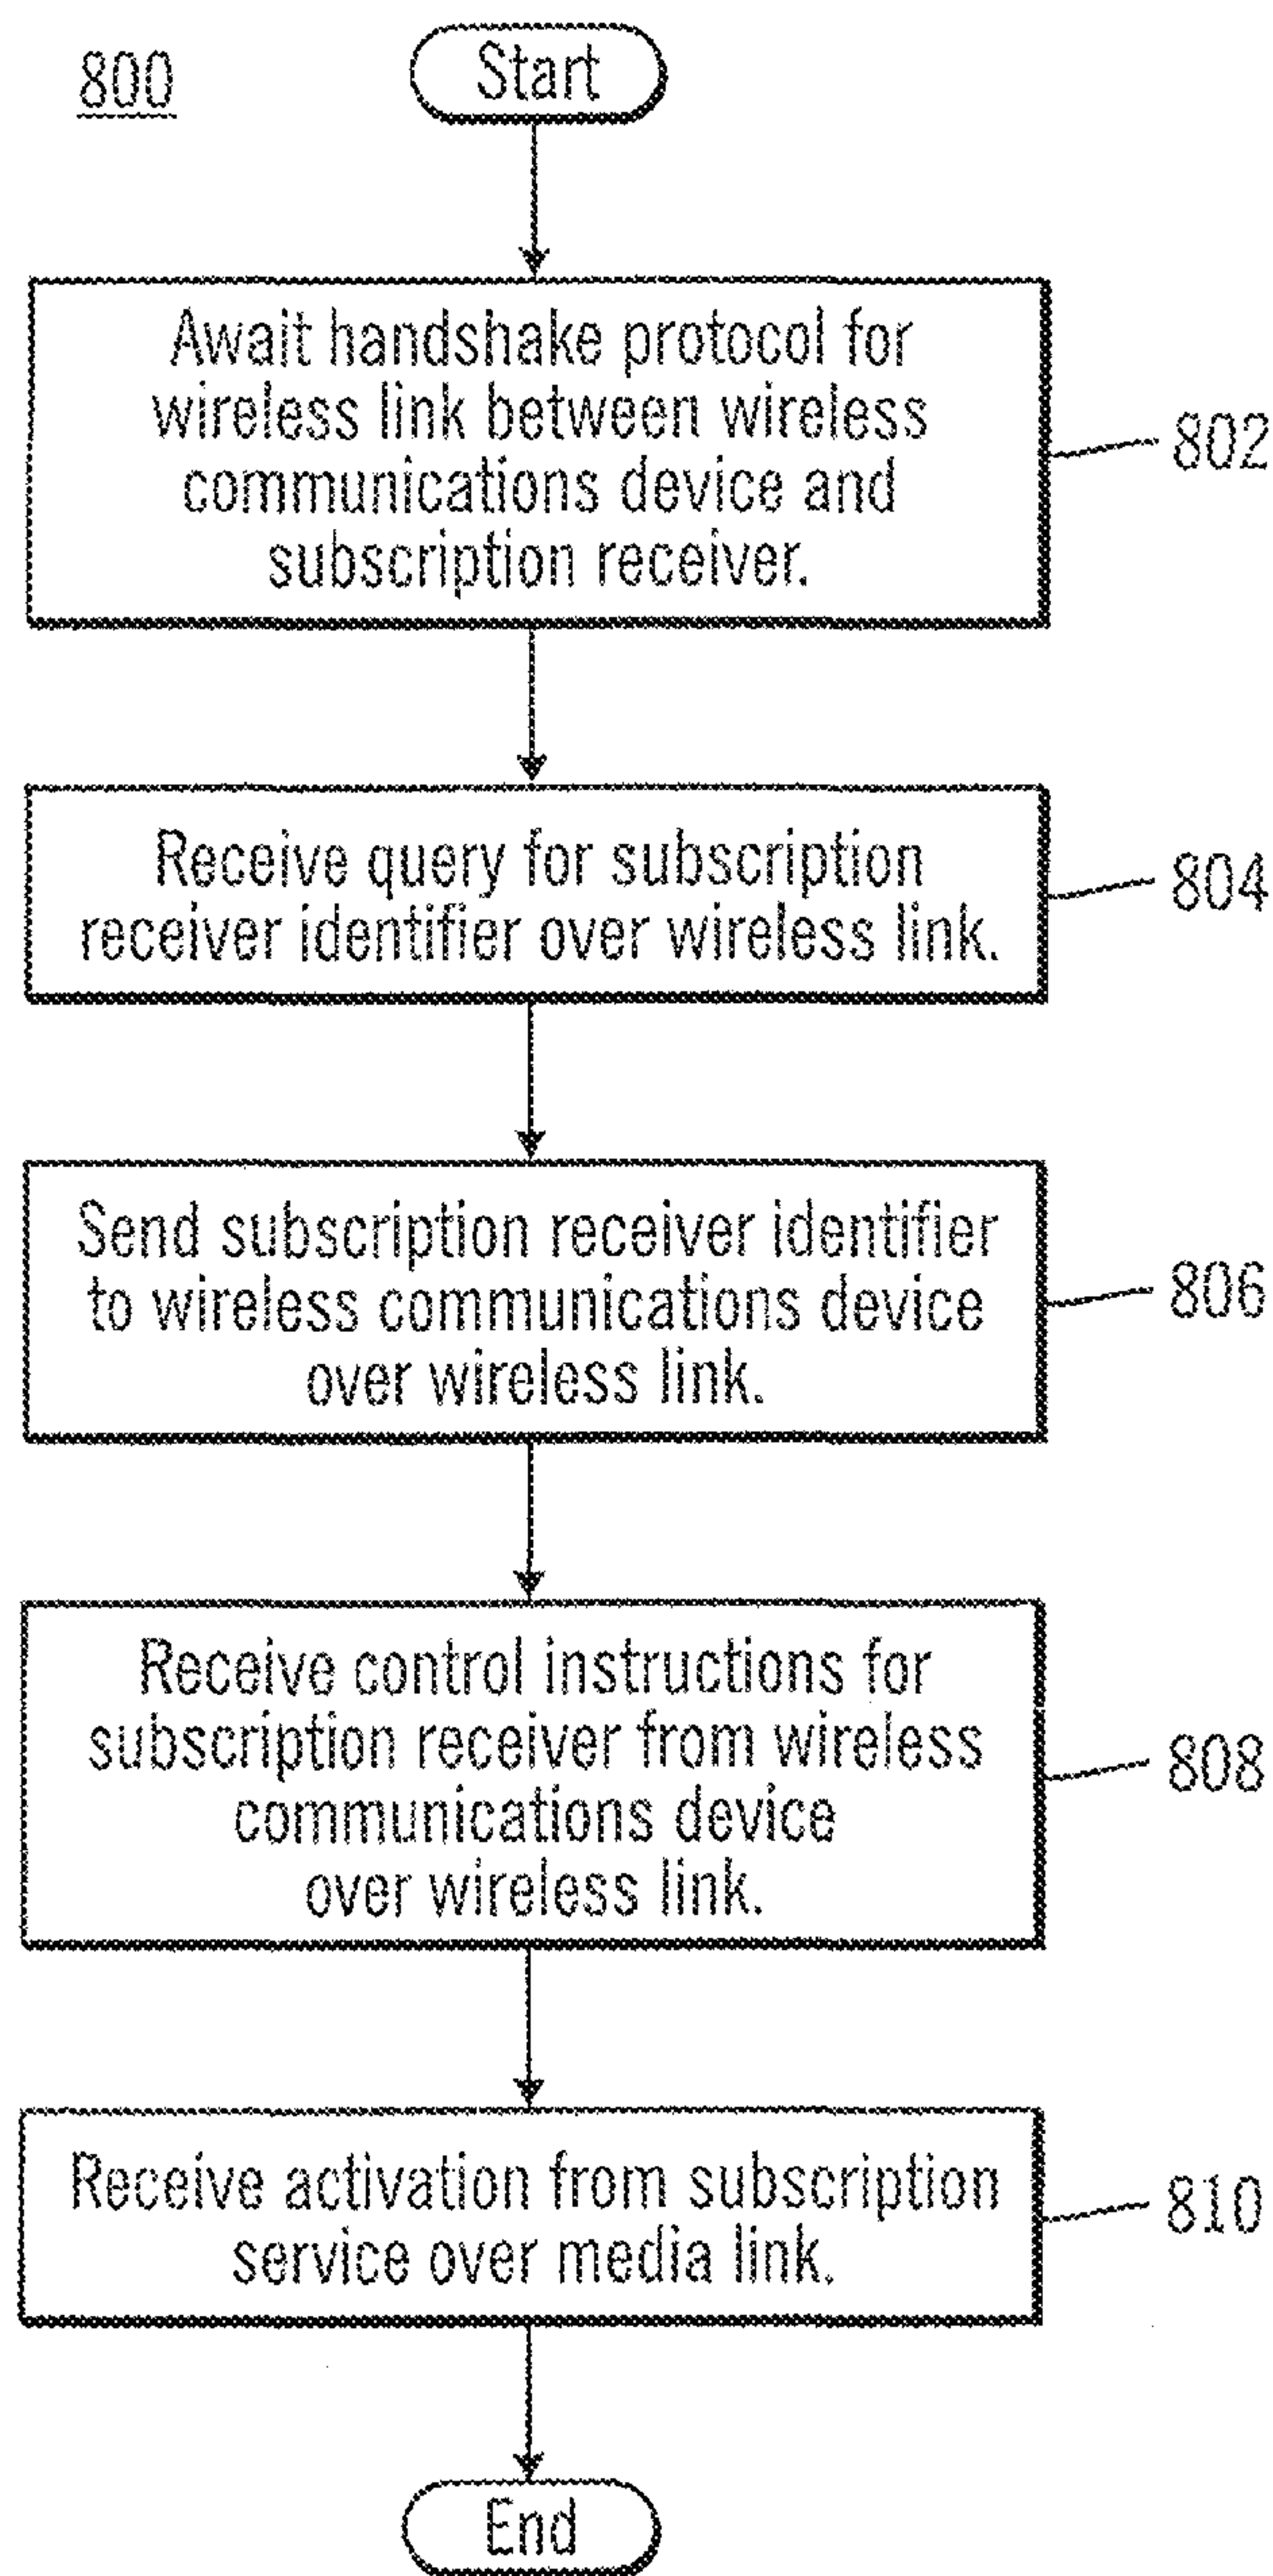 800
Start
Await handshake protocol for
wireless link between wireless
communications device and
subscription receiver.
802
Receive query for subscription
receiver identifier over wireless link.
804
Send subscription receiver identifier
to wireless communications device
over wireless link.
806
Receive control instructions for
subscription receiver from wireless
communications device
over wireless link.
808
Receive activation from subscription
service over media link.
810
End